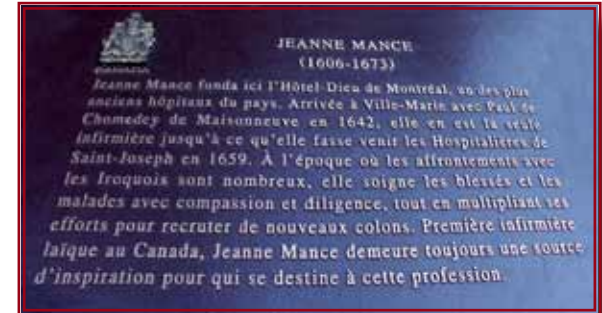 JEANNE MANCE
(1606-1673)
Jeanne Mance fonda ici l'Hôtel-Dieu de Montréal, un des plus
anciens hôpitaux du pays. Arrivée à Ville-Marie avec Paul de
Chomedey de Maisonneuve en 1642, elle en est la seule
infirmière jusqu'à ce qu'elle fasse venir les Hospitalières de
Saint-Joseph en 1659. À l'époque où les affrontements avec
les Iroquois sont nombreux, elle soigne les blessés et les
malades avec compassion et diligence, tout en multipliant ses
efforts pour recruter de nouveaux colons. Première infirmière
laïque au Canada, Jeanne Mance demeure toujours une source
d'inspiration pour qui se destine à cette profession.